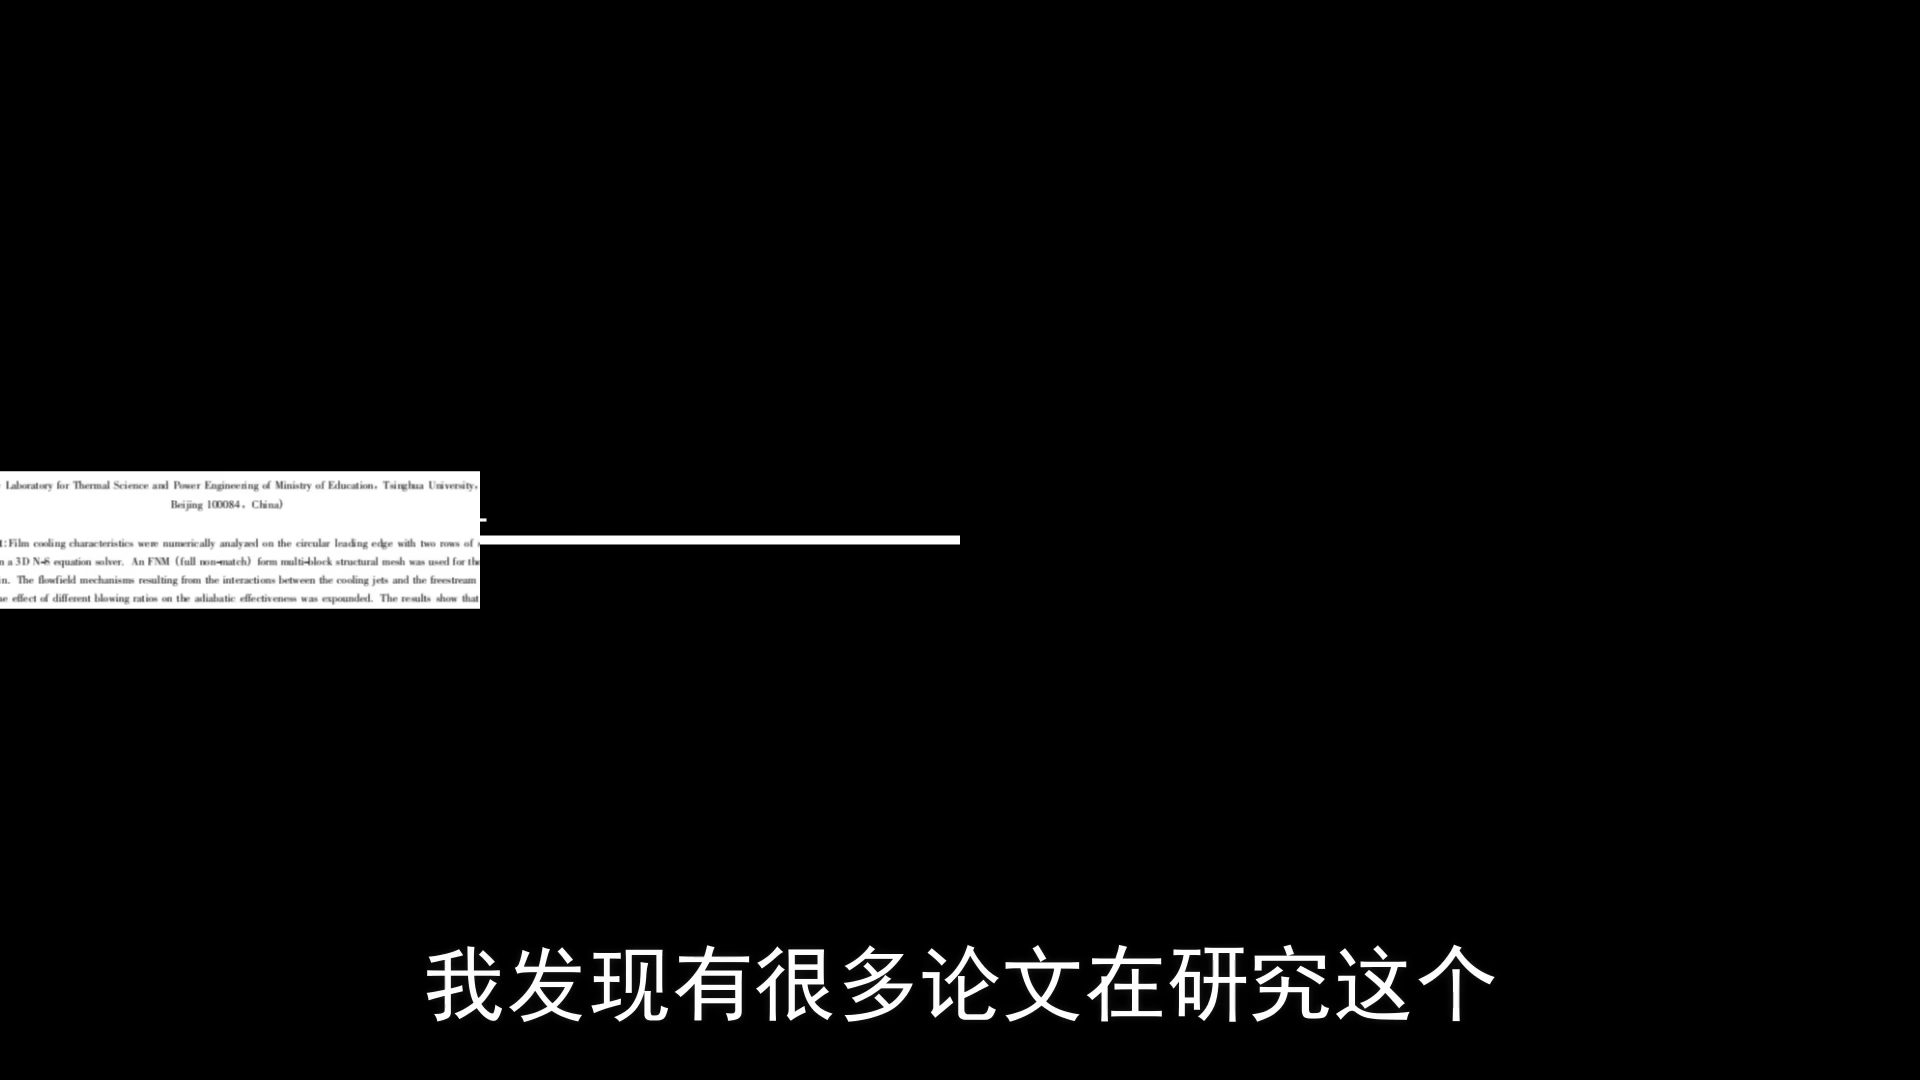 Laboratory for Thermal Science and Power Engineering of Ministry of Education, Tsinghua University,
Beijing 100084, China)
t:Film cooling characteristics were numerically analyzed on the circular leading edge with two rows of
n a 3D N-S equation solver. An FNM (full non-match) form multi-block structural mesh was used for the
n. The flowfield mechanisms resulting from the interactions between the cooling jets and the freestream
e effect of different blowing ratios on the adiabatic effectiveness was expounded. The results show that
我发现有很多论文在研究这个